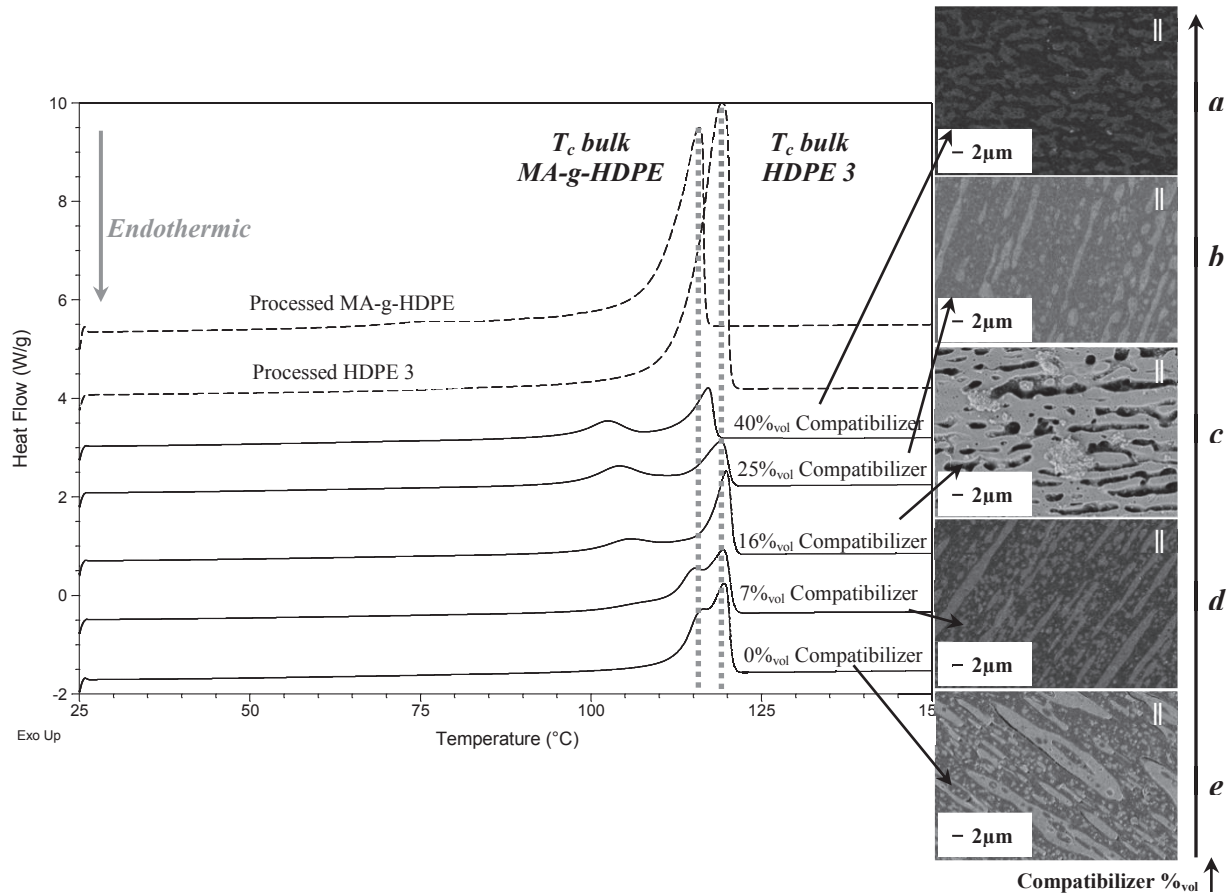 10
8
6
4
2
0
-2
Heat Flow (W/g)
Endothermic
T_c bulk
MA-g-HDPE
T_c bulk
HDPE 3
Processed MA-g-HDPE
Processed HDPE 3
40%vol Compatibilizer
25%vol Compatibilizer
16%vol Compatibilizer
7%vol Compatibilizer
0%vol Compatibilizer
25
50
75
100
125
15
Exo Up
Temperature (°C)
||
– 2µm
a
||
– 2µm
b
||
– 2µm
c
||
– 2µm
d
||
– 2µm
e
Compatibilizer %vol